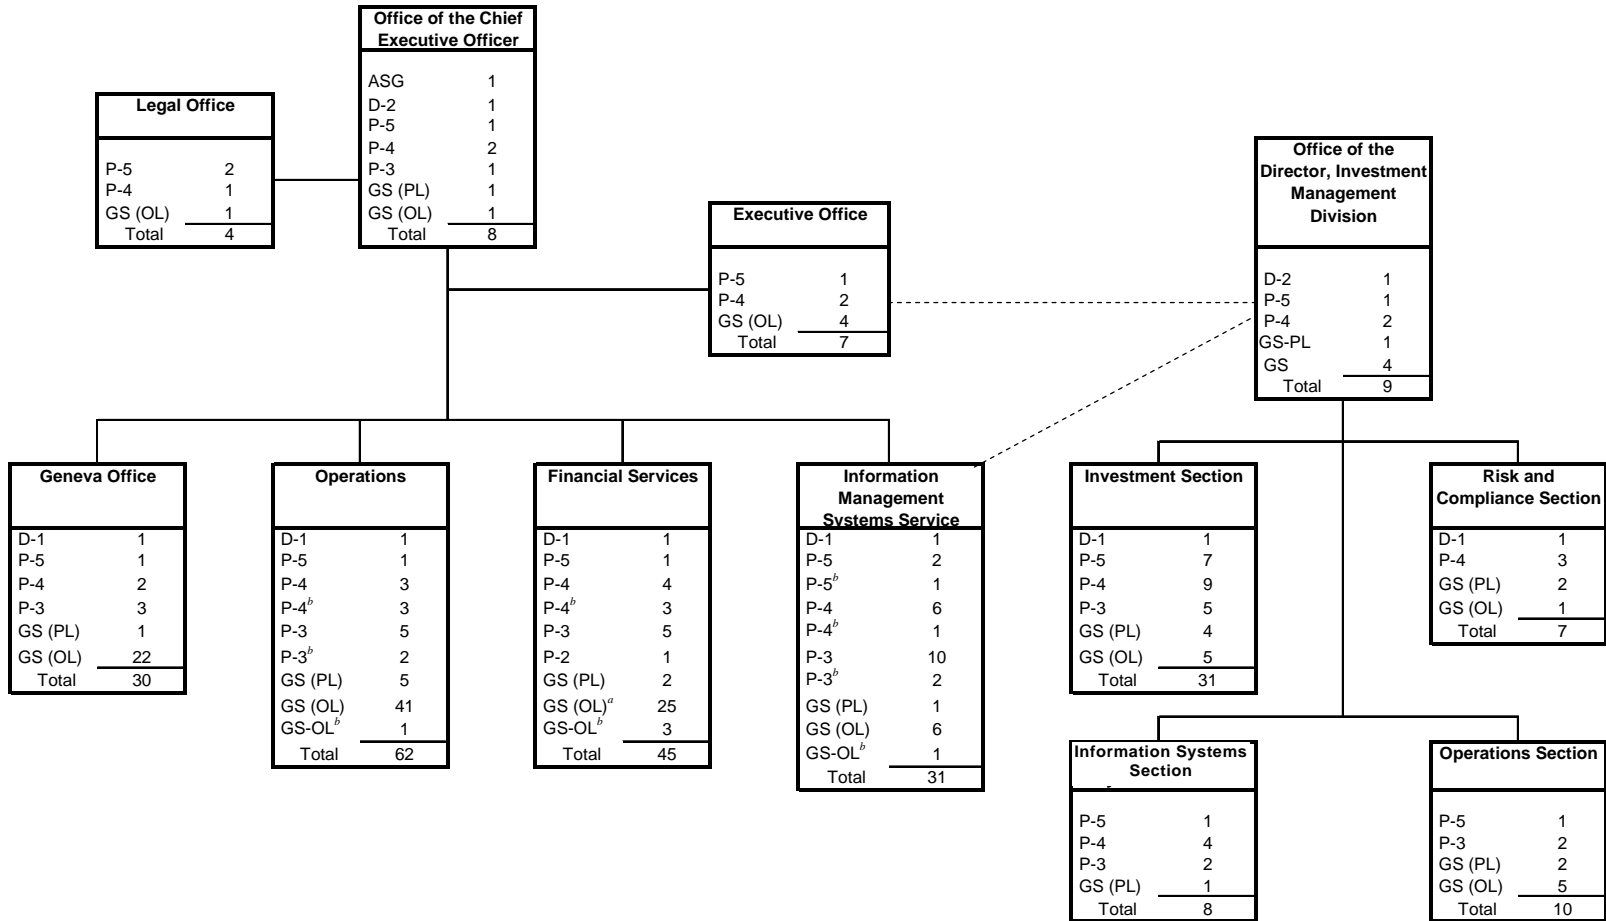 Office of the Chief
Executive Officer
ASG 1
D-2 1
P-5 1
P-4 2
P-3 1
GS (PL) 1
GS (OL) 1
Total 8
Legal Office
P-5 2
P-4 1
GS (OL) 1
Total 4
Executive Office
P-5 1
P-4 2
GS (OL) 4
Total 7
Office of the
Director, Investment
Management
Division
D-2 1
P-5 1
P-4 2
GS-PL 1
GS 4
Total 9
Geneva Office
D-1 1
P-5 1
P-4 2
P-3 3
GS (PL) 1
GS (OL) 22
Total 30
Operations
D-1 1
P-5 1
P-4 3
P-4b 3
P-3 5
P-3b 2
GS (PL) 5
GS (OL) 41
GS-OLb 1
Total 62
Financial Services
D-1 1
P-5 1
P-4 4
P-4b 3
P-3 5
P-2 1
GS (PL) 2
GS (OL)a 25
GS-OLb 3
Total 45
Information
Management
Systems Service
D-1 1
P-5 2
P-5b 1
P-4 6
P-4b 1
P-3 10
P-3b 2
GS (PL) 1
GS (OL) 6
GS-OLb 1
Total 31
Investment Section
D-1 1
P-5 7
P-4 9
P-3 5
GS (PL) 4
GS (OL) 5
Total 31
Risk and
Compliance Section
D-1 1
P-4 3
GS (PL) 2
GS (OL) 1
Total 7
Information Systems
Section
P-5 1
P-4 4
P-3 2
GS (PL) 1
Total 8
Operations Section
P-5 1
P-3 2
GS (PL) 2
GS (OL) 5
Total 10